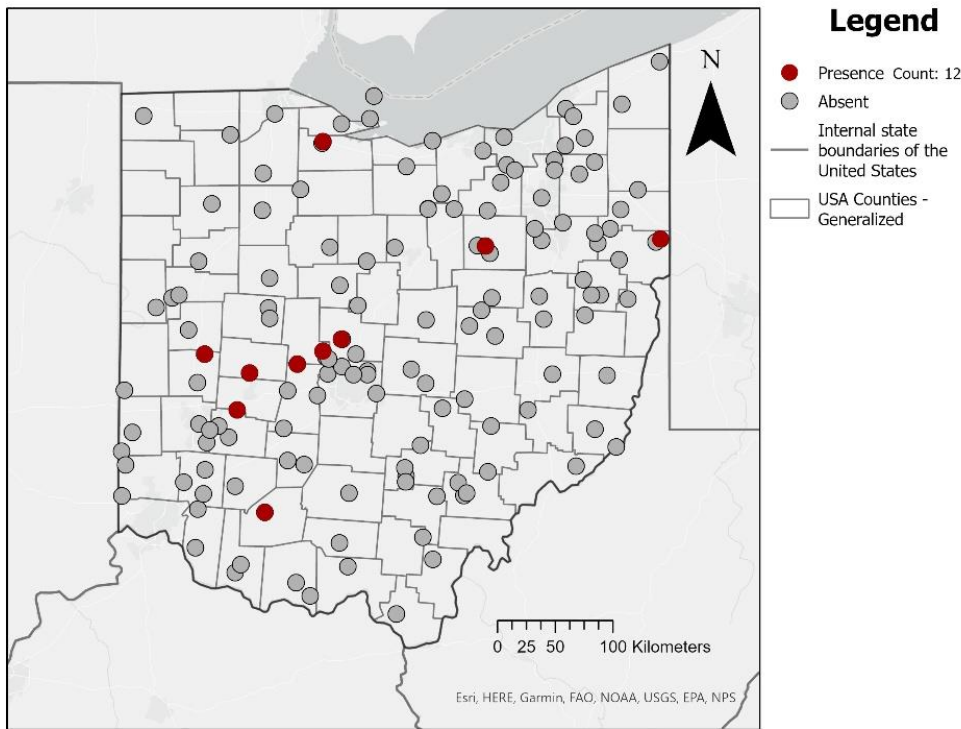 Legend
N
Presence Count: 12
Absent
Internal state
boundaries of the
United States
USA Counties -
Generalized
0 25 50 100 Kilometers
Esri, HERE, Garmin, FAO, NOAA, USGS, EPA, NPS